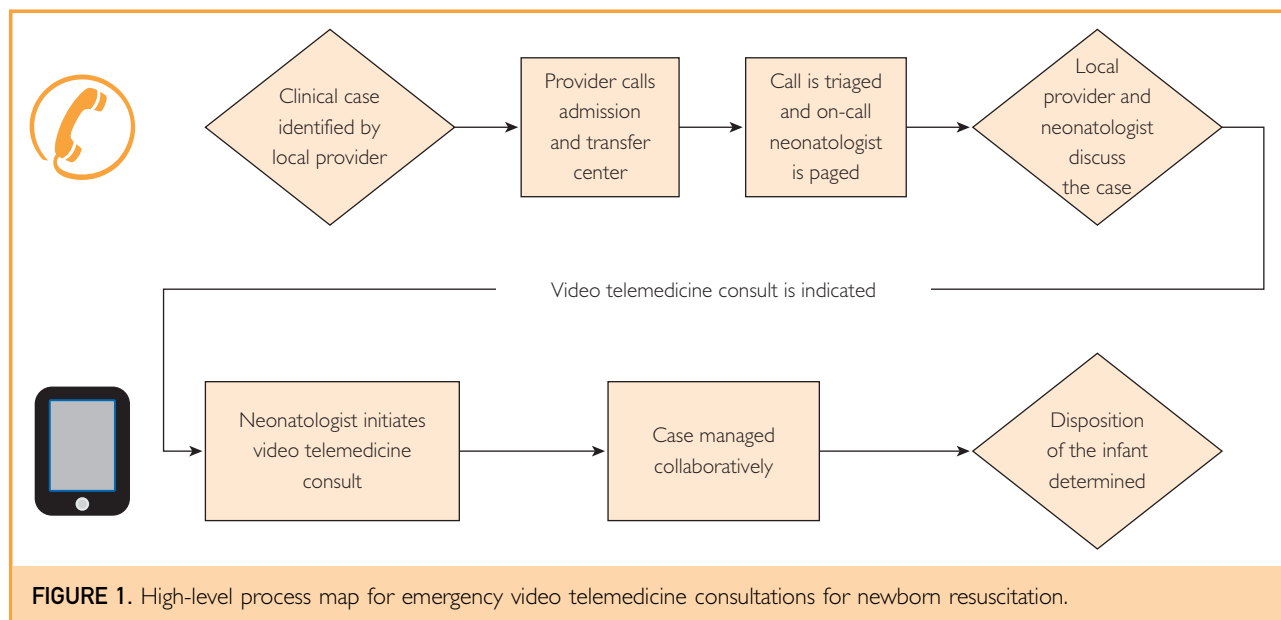 Clinical case
identified by
local provider
Provider calls
admission
and transfer
center
Call is triaged
and on-call
neonatologist
is paged
Local
provider and
neonatologist
discuss
the case
Video telemedicine consult is indicated
Neonatologist initiates
video telemedicine
consult
Case managed
collaboratively
Disposition
of the infant
determined
FIGURE 1. High-level process map for emergency video telemedicine consultations for newborn resuscitation.